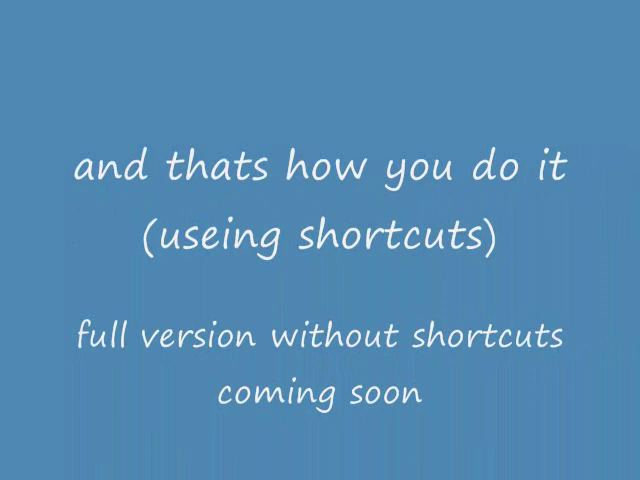 and thats how you do it
(useing shortcuts)
full version without shortcuts
coming soon